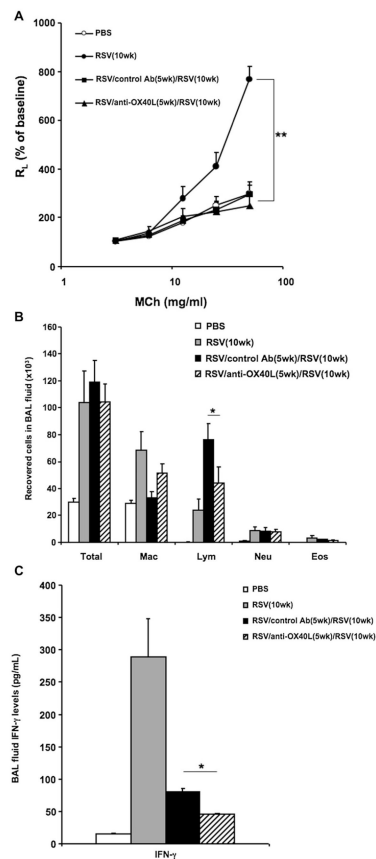 A
PBS
RSV(10wk)
RSV/control Ab(5wk)/RSV(10wk)
RSV/anti-OX40L(5wk)/RSV(10wk)
1000
800
600
400
200
0
R_L (% of baseline)
**
1 10 100
MCh (mg/ml)
B
PBS
RSV(10wk)
RSV/control Ab(5wk)/RSV(10wk)
RSV/anti-OX40L(5wk)/RSV(10wk)
160
140
120
100
80
60
40
20
0
Recovered cells in BAL fluid (x10³)
*
Total Mac Lym Neu Eos
C
PBS
RSV(10wk)
RSV/control Ab(5wk)/RSV(10wk)
RSV/anti-OX40L(5wk)/RSV(10wk)
400
350
300
250
200
150
100
50
0
BAL fluid IFN-γ levels (pg/mL)
*
IFN-γ